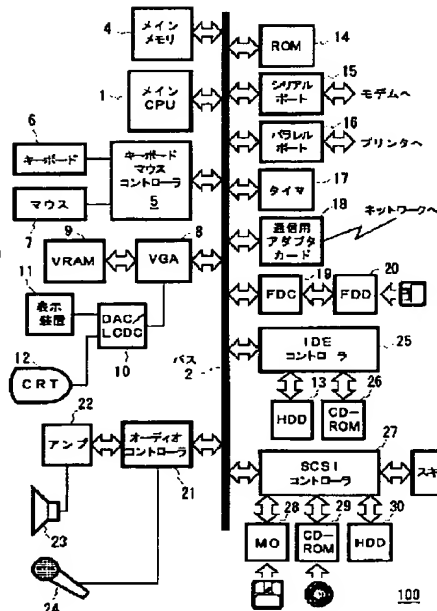 4
メイン
メモリ
1
メイン
CPU
6
キーボード
キーボード
マウス
コントローラ
5
マウス
7
9
VRAM
8
VGA
11
表示
装置
DAC/
LCDC
10
12
CRT
バス
2
22
アンプ
オーディオ
コントローラ
21
23
24
14
ROM
15
シリアル
ポート
モデムへ
16
パラレル
ポート
プリンタへ
17
タイマ
18
通信用
アダプタ
カード
ネットワークへ
19
FDC
20
FDD
25
IDE
コントローラ
13
HDD
26
CD-
ROM
27
SCSI
コントローラ
スキ
28
MO
29
CD-
ROM
30
HDD
100